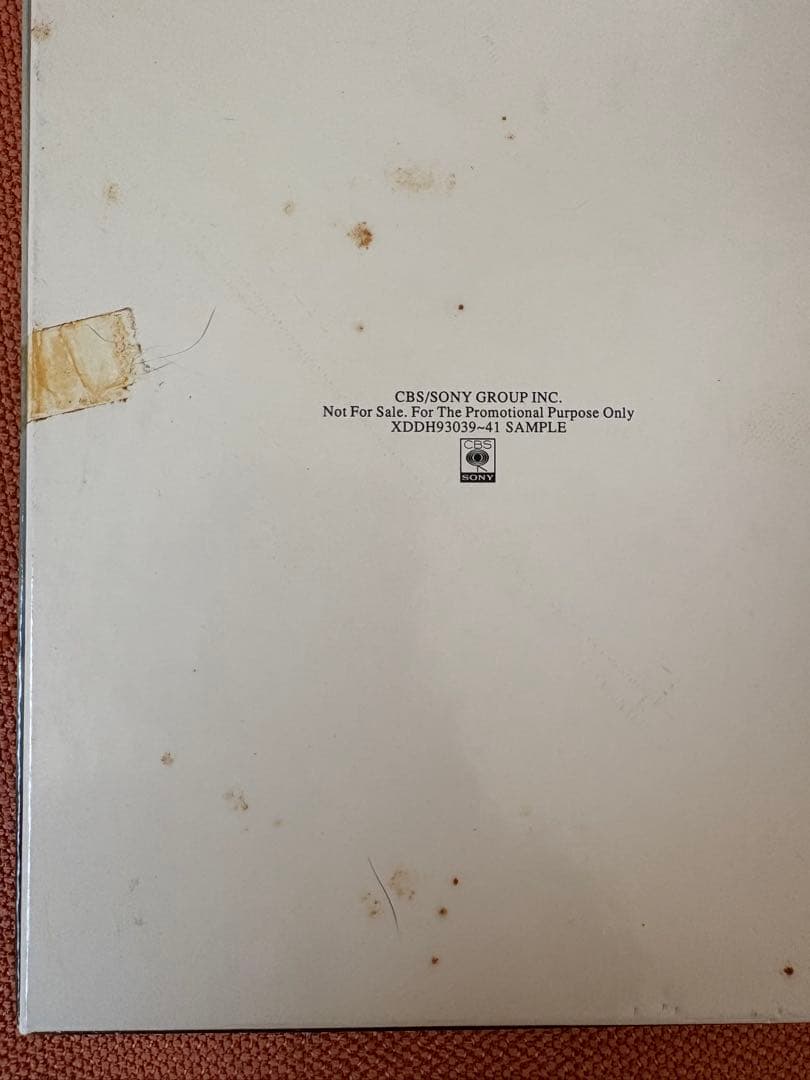 CBS/SONY GROUP INC.
Not For Sale. For The Promotional Purpose Only
XDDH93039~41 SAMPLE
CBS
SONY